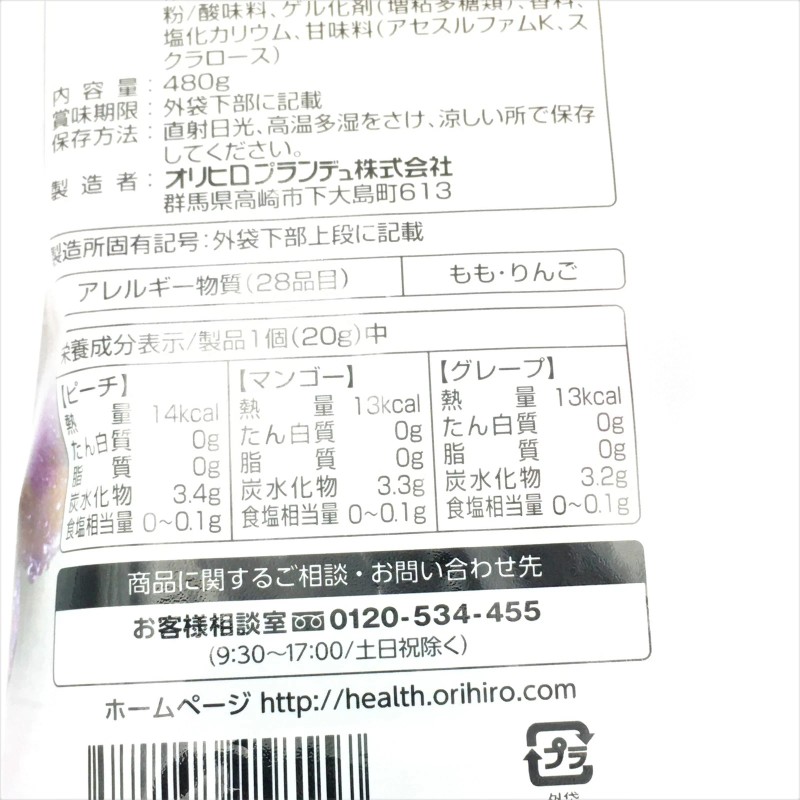 粉/酸味料、ゲル化剤(増粘多糖類)、香料、
塩化カリウム、甘味料(アセスルファムK、ス
クラロース)
内容量：480g
賞味期限：外袋下部に記載
保存方法：直射日光、高温多湿をさけ、涼しい所で保存
してください。
製造者：オリヒロプランデュ株式会社
群馬県高崎市下大島町613
製造所固有記号：外袋下部上段に記載
アレルギー物質(28品目) もも・りんご
栄養成分表示/製品1個(20g)中
【ピーチ】
熱量 14kcal
たん白質 0g
脂質 0g
炭水化物 3.4g
食塩相当量 0〜0.1g
【マンゴー】
熱量 13kcal
たん白質 0g
脂質 0g
炭水化物 3.3g
食塩相当量 0〜0.1g
【グレープ】
熱量 13kcal
たん白質 0g
脂質 0g
炭水化物 3.2g
食塩相当量 0〜0.1g
商品に関するご相談・お問い合わせ先
お客様相談室 0120-534-455
(9:30〜17:00/土日祝除く)
ホームページ http://health.orihiro.com
プラ
外袋